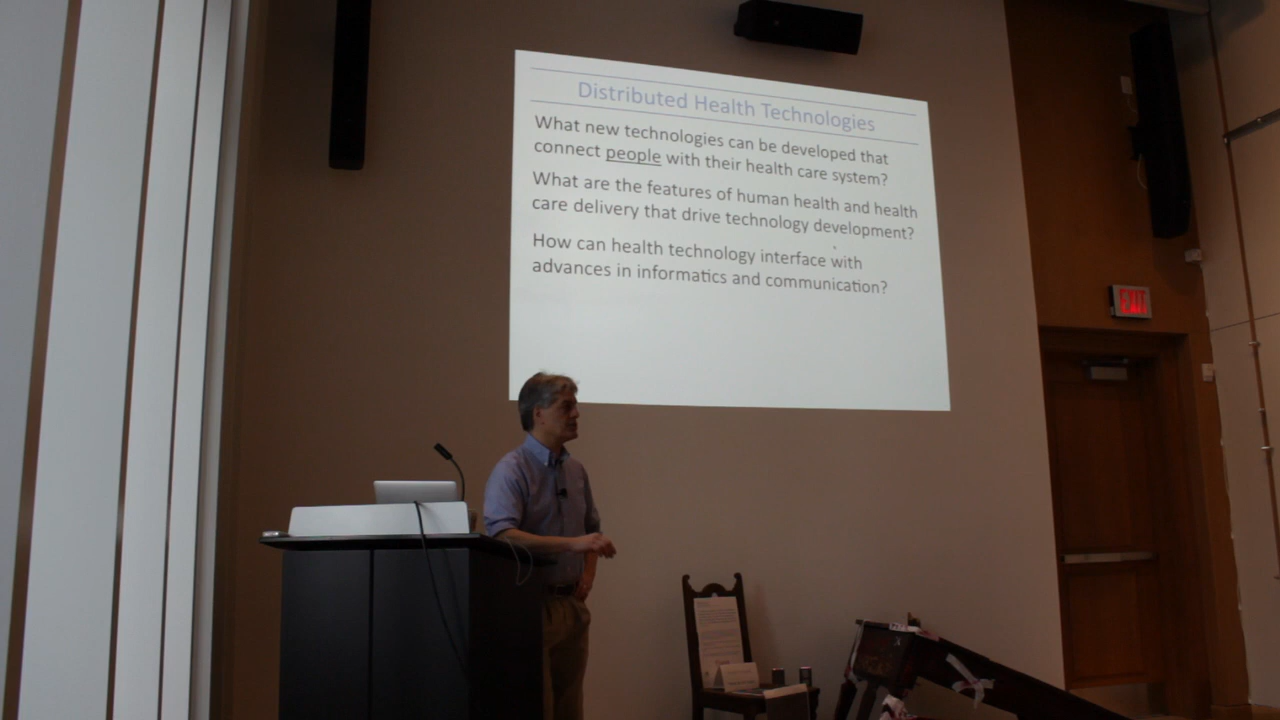 Distributed Health Technologies
What new technologies can be developed that
connect people with their health care system?
What are the features of human health and health
care delivery that drive technology development?
How can health technology interface with
advances in informatics and communication?
EXIT